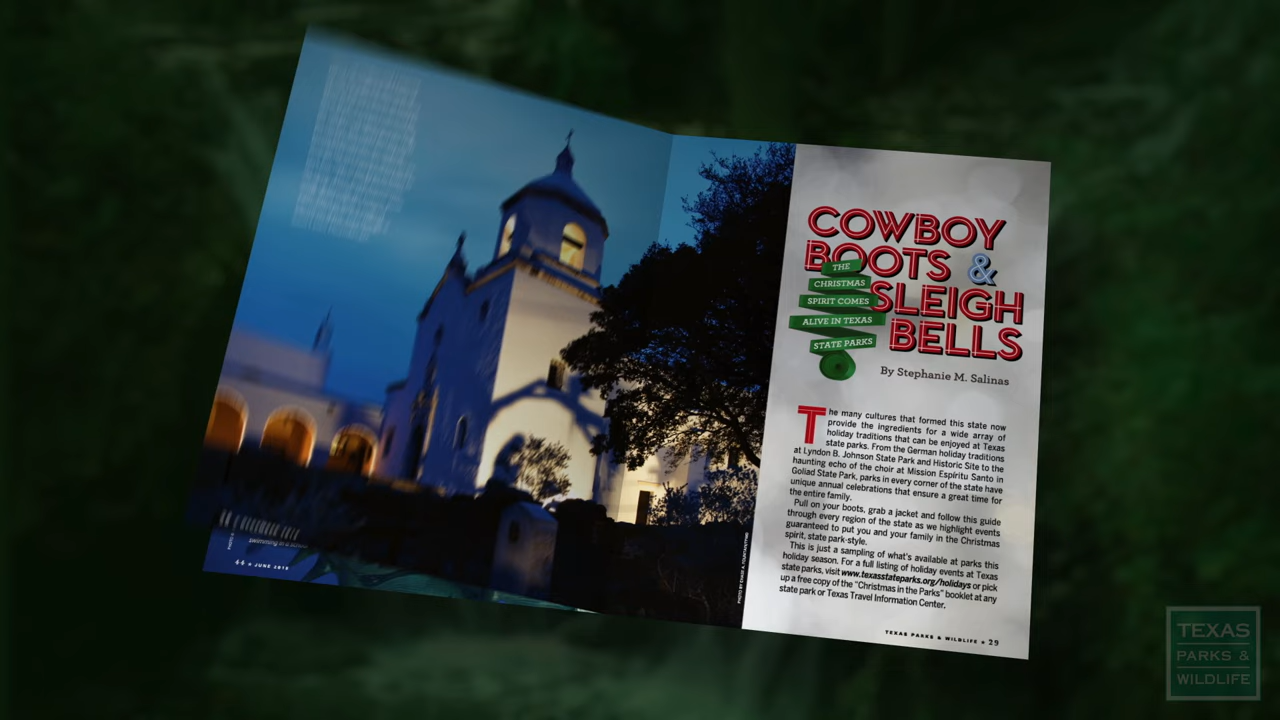 COWBOY
BOOTS &
SLEIGH
BELLS
THE
CHRISTMAS
SPIRIT COMES
ALIVE IN TEXAS
STATE PARKS
By Stephanie M. Salinas
The many cultures that formed this state now
provide the ingredients for a wide array of
holiday traditions that can be enjoyed at Texas
state parks. From the German holiday traditions
at Lyndon B. Johnson State Park and Historic Site to the
haunting echo of the choir at Mission Espíritu Santo in
Goliad State Park, parks in every corner of the state have
unique annual celebrations that ensure a great time for
the entire family.
Pull on your boots, grab a jacket and follow this guide
through every region of the state as we highlight events
guaranteed to put you and your family in the Christmas
spirit, state park-style.
This is just a sampling of what's available at parks this
holiday season. For a full listing of holiday events at Texas
state parks, visit www.texasstateparks.org/holidays or pick
up a free copy of the "Christmas in the Parks" booklet at any
state park or Texas Travel Information Center.
TEXAS PARKS & WILDLIFE ★ 29
TEXAS
PARKS &
WILDLIFE